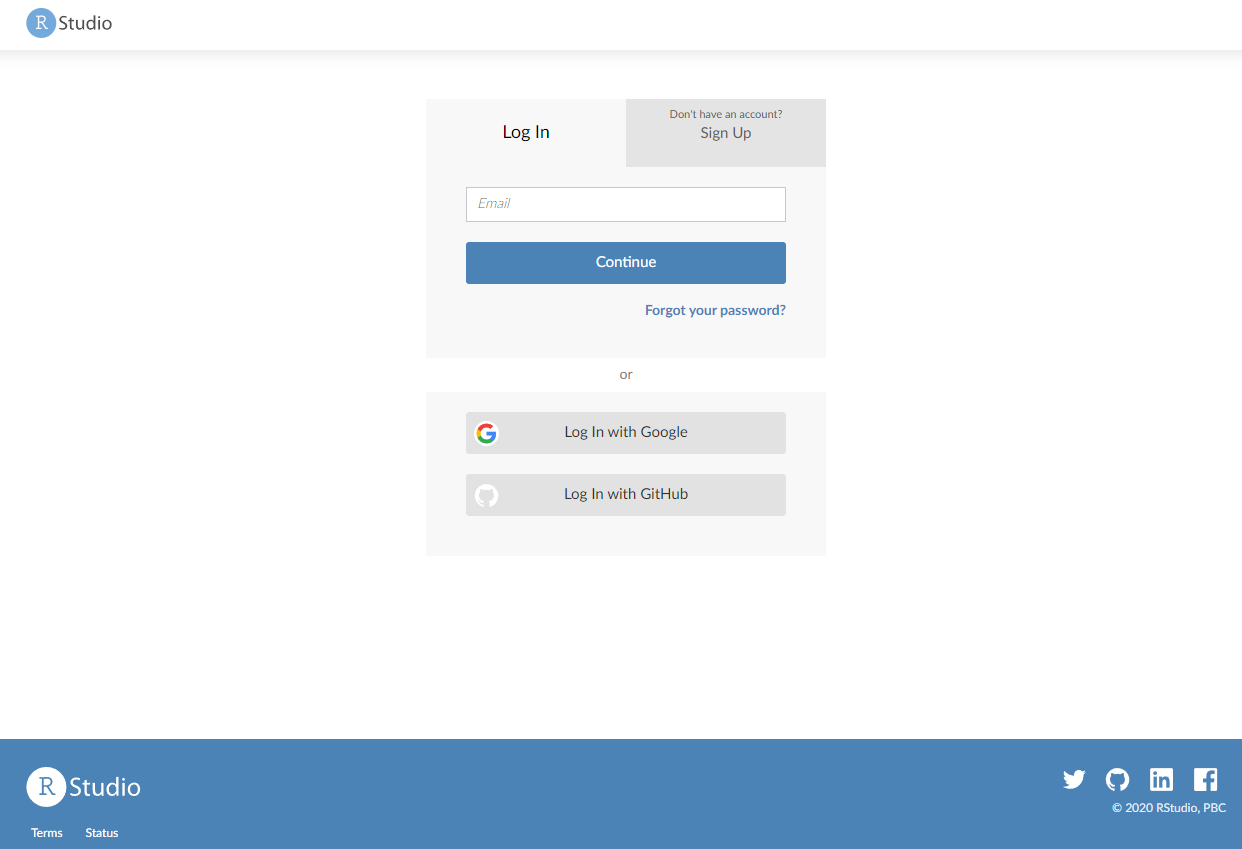 R Studio
Don't have an account?
Log In
Sign Up
Email
Continue
Forgot your password?
or
Log In with Google
Log In with GitHub
R Studio
© 2020 RStudio, PBC
Terms Status